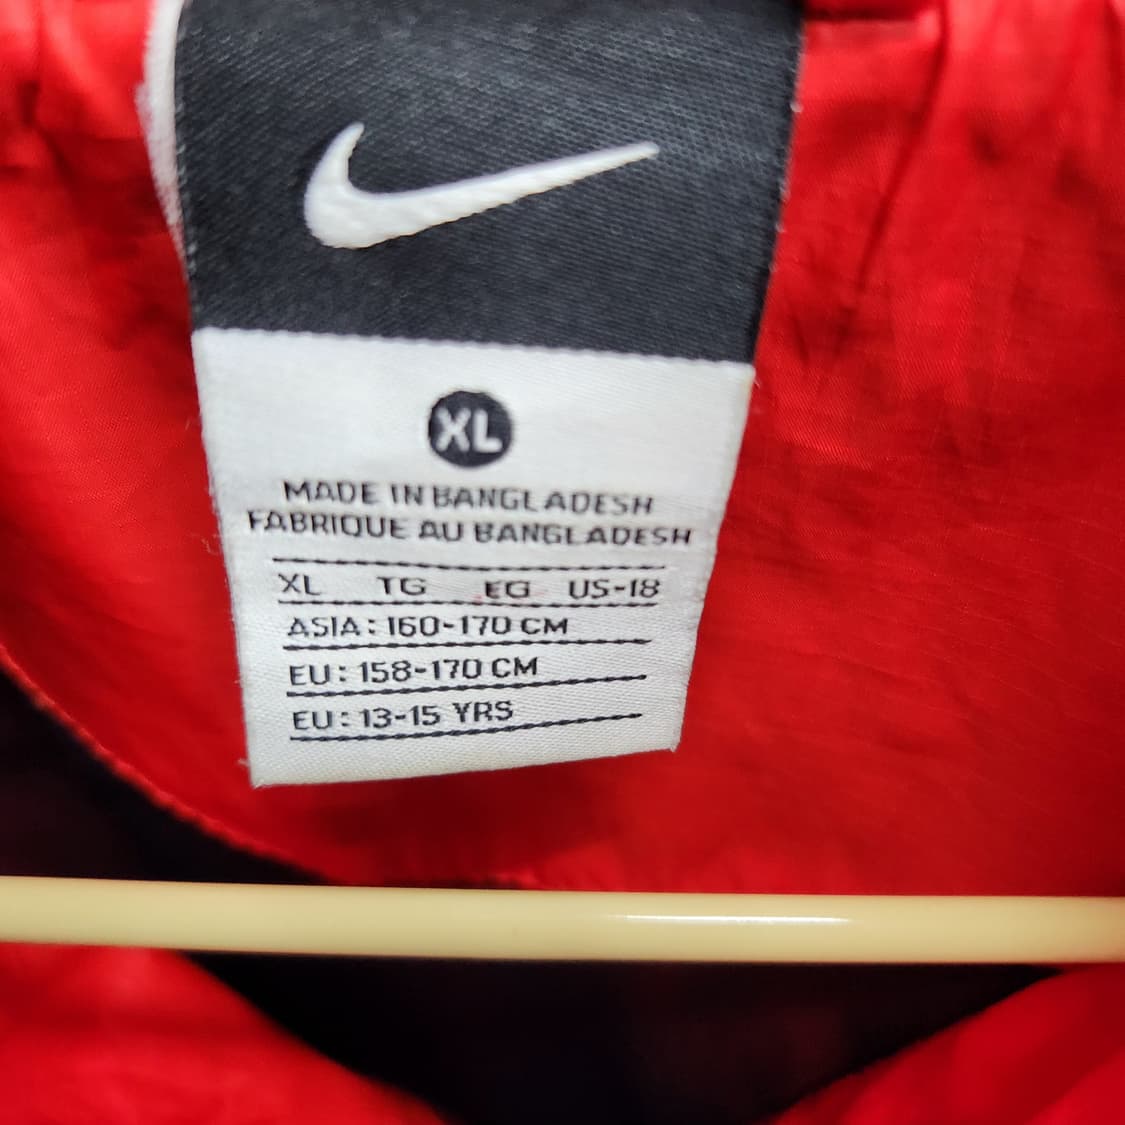 XL
MADE IN BANGLADESH
FABRIQUE AU BANGLADESH
XL TG EG US-18
ASIA: 160-170 CM
EU: 158-170 CM
EU: 13-15 YRS